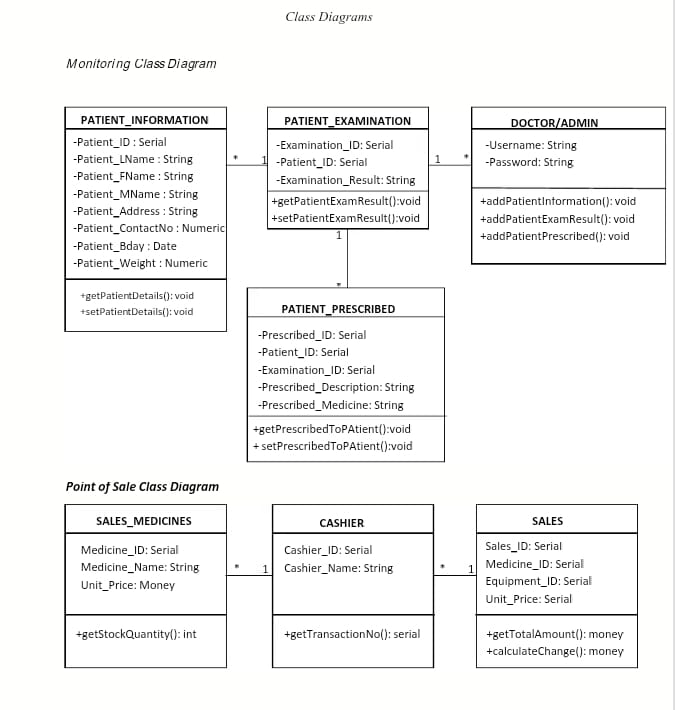 Class Diagrams
Monitoring Class Diagram
PATIENT_INFORMATION
-Patient_ID : Serial
-Patient_LName : String
-Patient_FName : String
-Patient_MName : String
-Patient_Address : String
-Patient_ContactNo : Numeric
-Patient_Bday : Date
-Patient_Weight : Numeric
+getPatientDetails(): void
+setPatientDetails(): void
* 1
PATIENT_EXAMINATION
-Examination_ID: Serial
-Patient_ID: Serial
-Examination_Result: String
+getPatientExamResult():void
+setPatientExamResult():void
1 *
DOCTOR/ADMIN
-Username: String
-Password: String
+addPatientInformation(): void
+addPatientExamResult(): void
+addPatientPrescribed(): void
1
*
PATIENT_PRESCRIBED
-Prescribed_ID: Serial
-Patient_ID: Serial
-Examination_ID: Serial
-Prescribed_Description: String
-Prescribed_Medicine: String
+getPrescribedToPAtient():void
+ setPrescribedToPAtient():void
Point of Sale Class Diagram
SALES_MEDICINES
Medicine_ID: Serial
Medicine_Name: String
Unit_Price: Money
+getStockQuantity(): int
* 1
CASHIER
Cashier_ID: Serial
Cashier_Name: String
+getTransactionNo(): serial
* 1
SALES
Sales_ID: Serial
Medicine_ID: Serial
Equipment_ID: Serial
Unit_Price: Serial
+getTotalAmount(): money
+calculateChange(): money